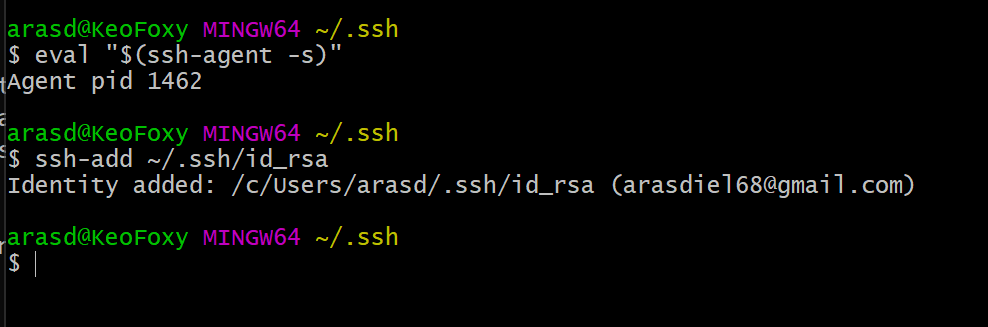 arasd@KeoFoxy MINGW64 ~/.ssh
$ eval "$(ssh-agent -s)"
Agent pid 1462
arasd@KeoFoxy MINGW64 ~/.ssh
$ ssh-add ~/.ssh/id_rsa
Identity added: /c/Users/arasd/.ssh/id_rsa (arasdiel68@gmail.com)
arasd@KeoFoxy MINGW64 ~/.ssh
$